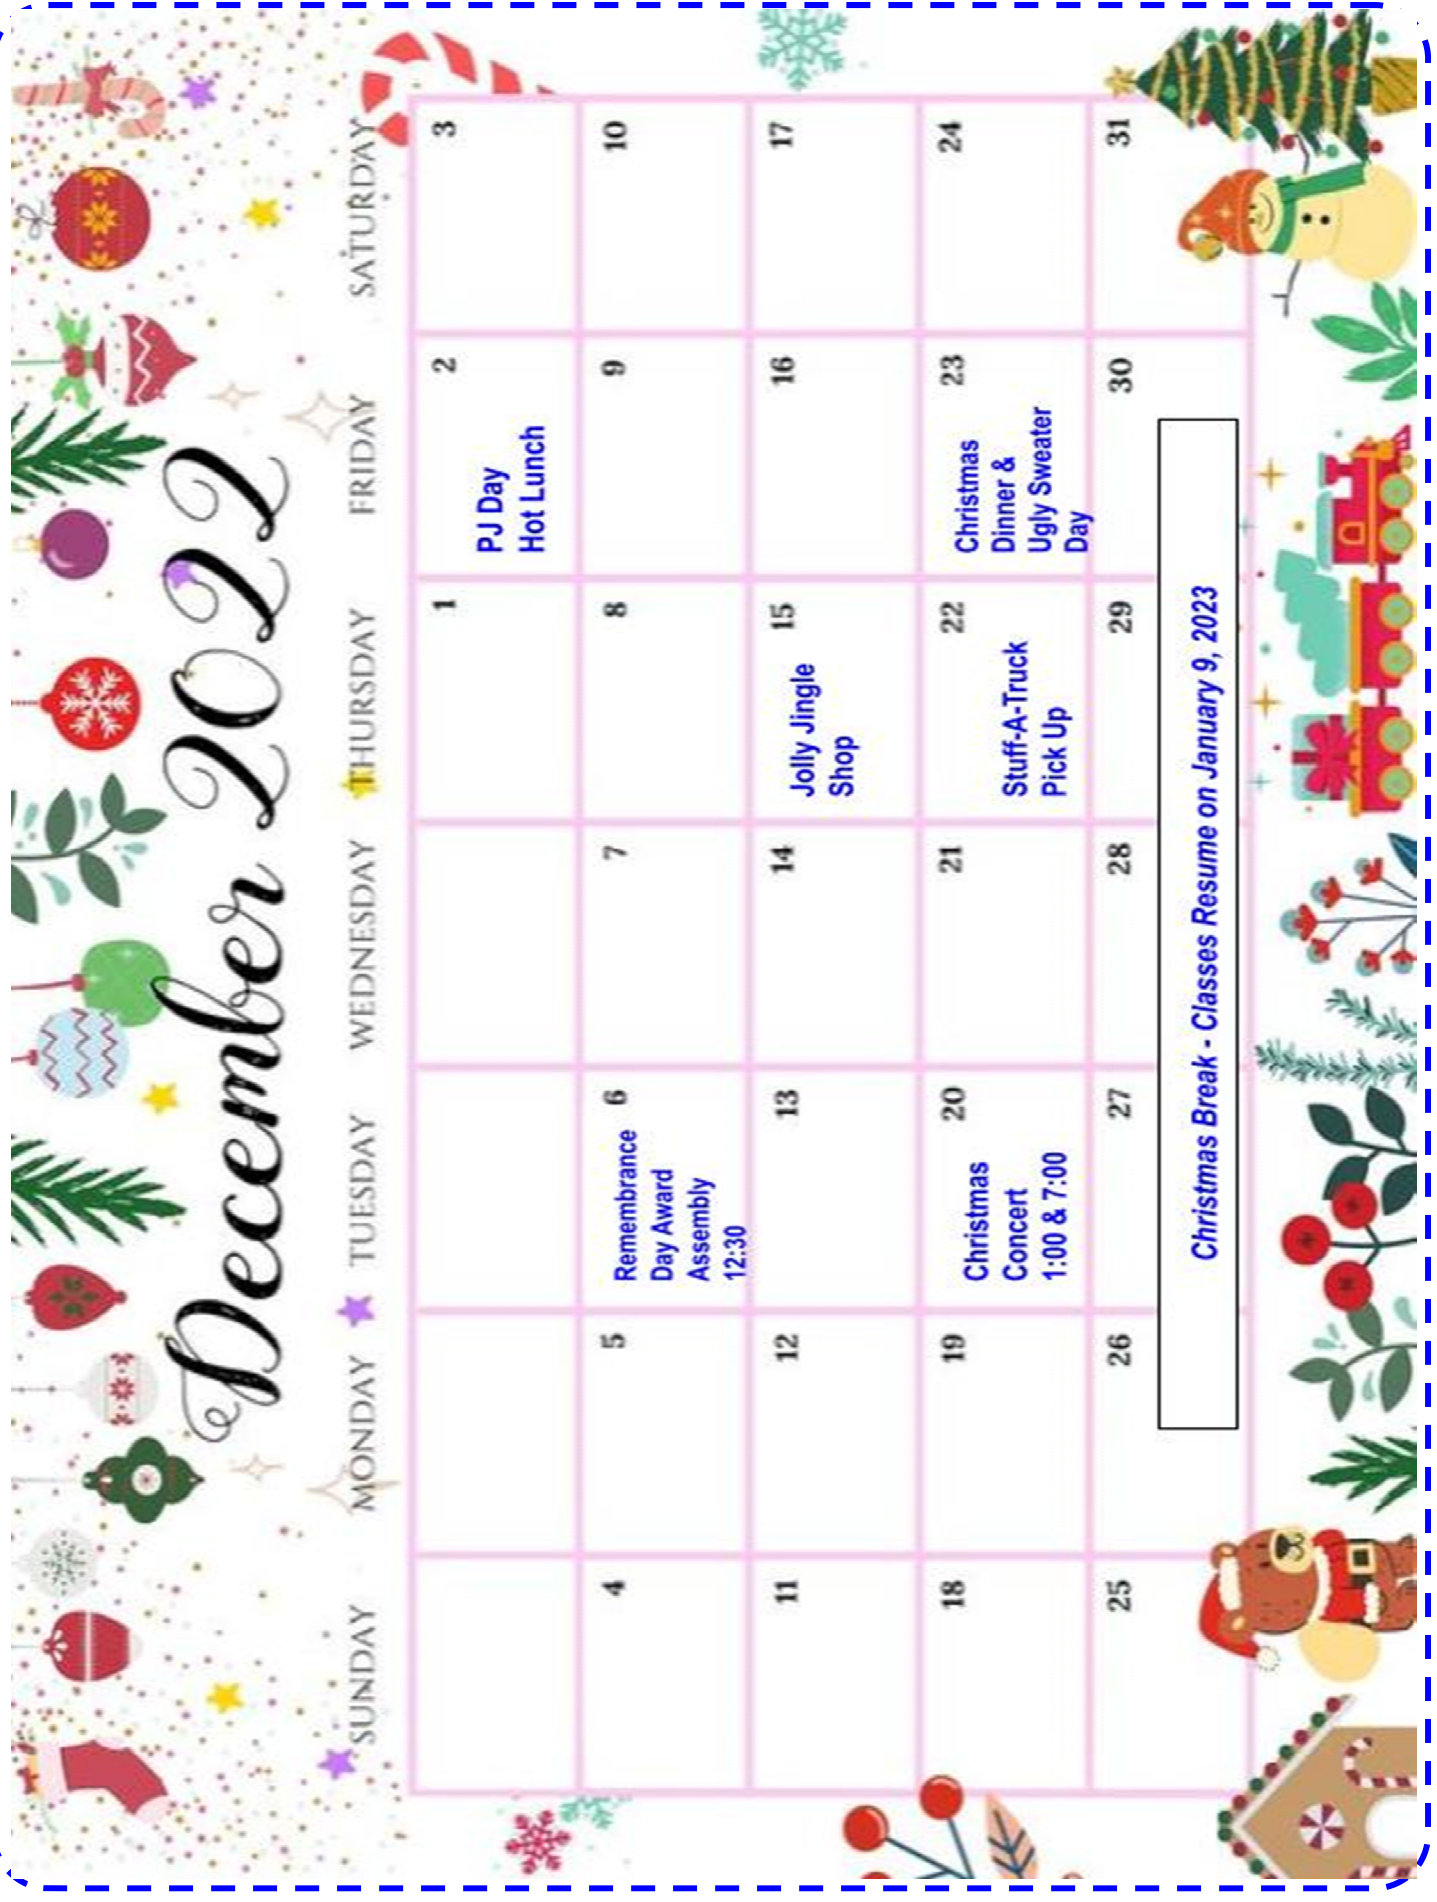 December 2022
SUNDAY MONDAY TUESDAY WEDNESDAY THURSDAY FRIDAY SATURDAY
1 2 3
PJ Day
Hot Lunch
4 5 6 7 8 9 10
Remembrance
Day Award
Assembly
12:30
11 12 13 14 15 16 17
Jolly Jingle
Shop
18 19 20 21 22 23 24
Christmas
Concert
1:00 & 7:00
Stuff-A-Truck
Pick Up
Christmas
Dinner &
Ugly Sweater
Day
25 26 27 28 29 30 31
Christmas Break - Classes Resume on January 9, 2023